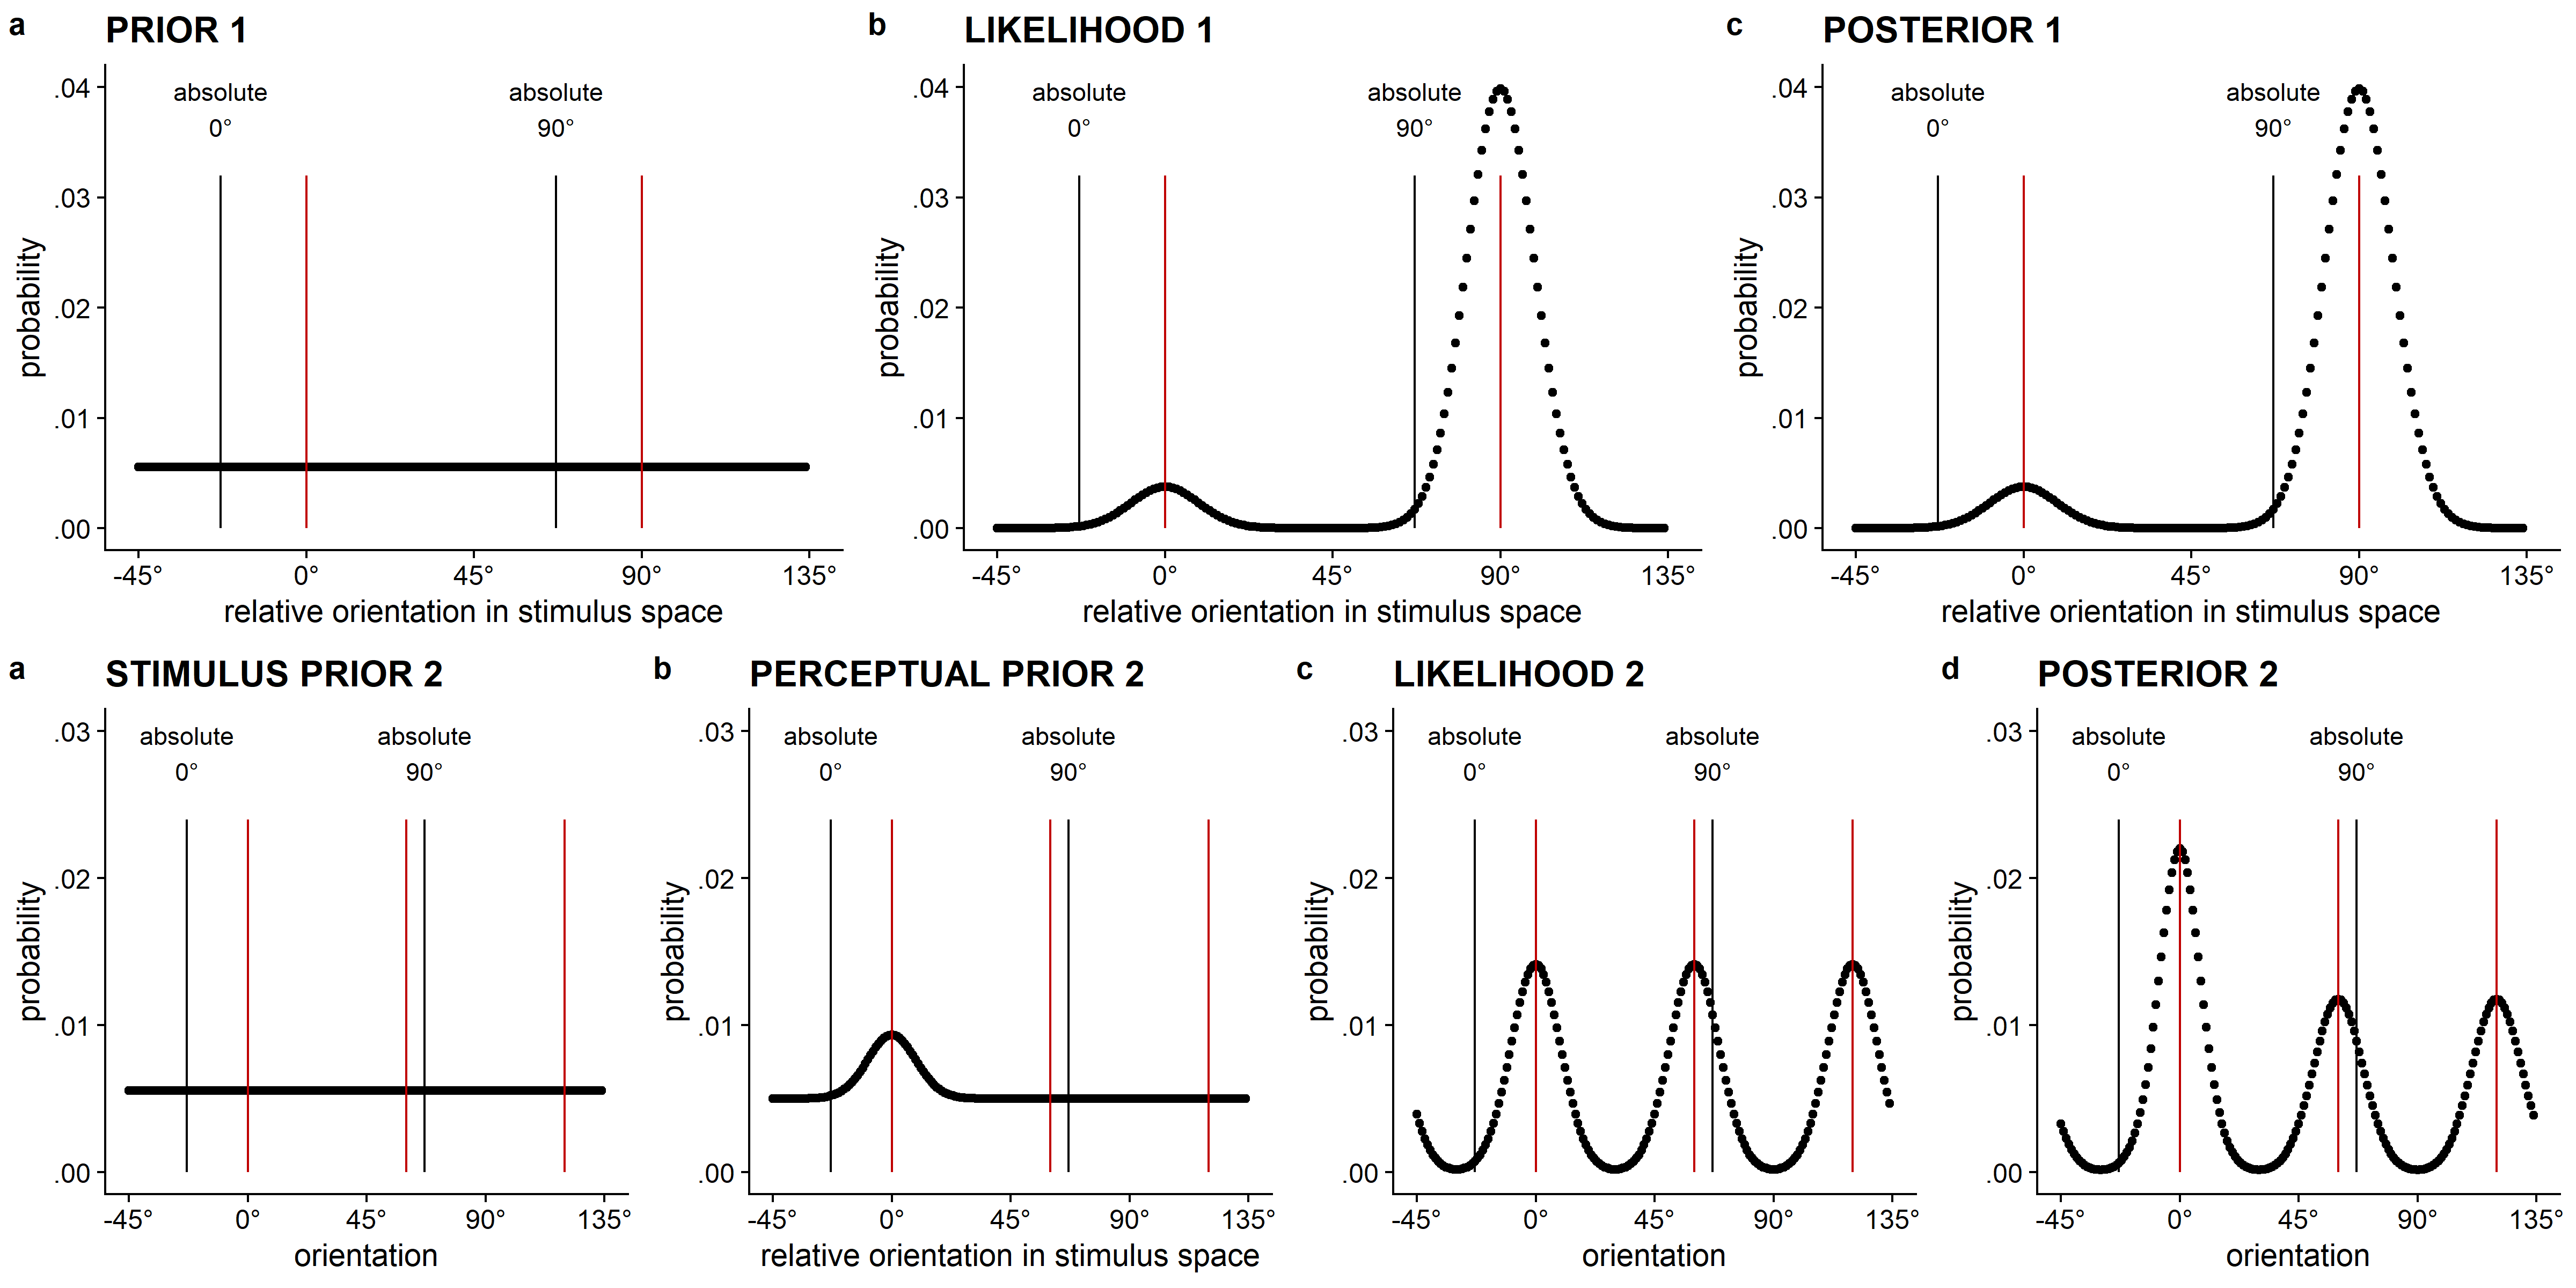 a PRIOR 1
absolute absolute
0° 90°
.04
.03
.02
.01
.00
probability
-45° 0° 45° 90° 135°
relative orientation in stimulus space
b LIKELIHOOD 1
absolute absolute
0° 90°
.04
.03
.02
.01
.00
probability
-45° 0° 45° 90° 135°
relative orientation in stimulus space
c POSTERIOR 1
absolute absolute
0° 90°
.04
.03
.02
.01
.00
probability
-45° 0° 45° 90° 135°
relative orientation in stimulus space
a STIMULUS PRIOR 2
absolute absolute
0° 90°
.03
.02
.01
.00
probability
-45° 0° 45° 90° 135°
orientation
b PERCEPTUAL PRIOR 2
absolute absolute
0° 90°
.03
.02
.01
.00
probability
-45° 0° 45° 90° 135°
relative orientation in stimulus space
c LIKELIHOOD 2
absolute absolute
0° 90°
.03
.02
.01
.00
probability
-45° 0° 45° 90° 135°
orientation
d POSTERIOR 2
absolute absolute
0° 90°
.03
.02
.01
.00
probability
-45° 0° 45° 90° 135°
orientation